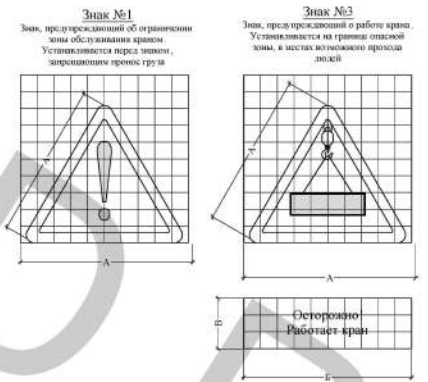 Знак №1
Знак, предупреждающий об ограничении
зоны обслуживания краном.
Устанавливается перед знаком,
запрещающим пронос груза
А
А
Знак №3
Знак, предупреждающий о работе крана.
Устанавливается на границе опасной
зоны, в местах возможного прохода
людей
А
А
В
Осторожно
Работает кран
Б